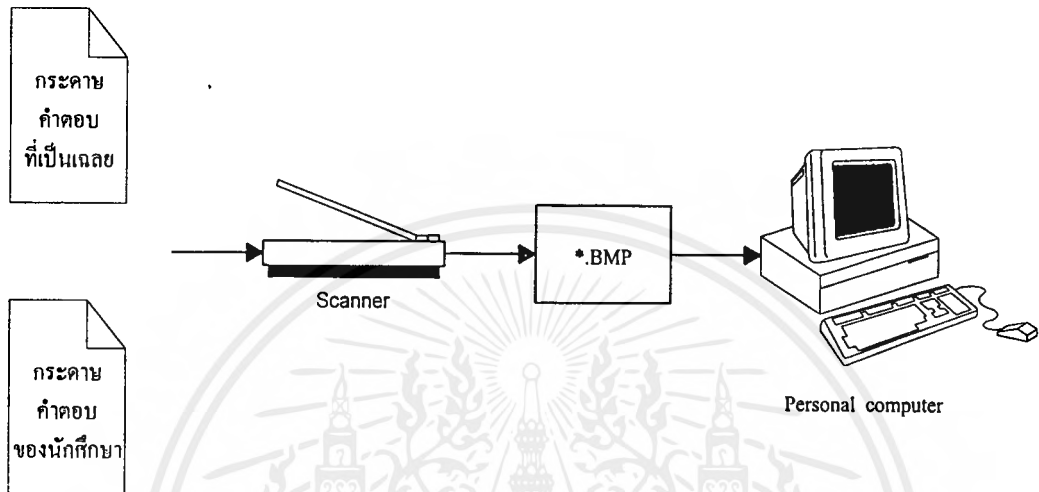 กระดาษ
คำตอบ
ที่เป็นเฉลย
Scanner
*.BMP
Personal computer
กระดาษ
คำตอบ
ของนักศึกษา